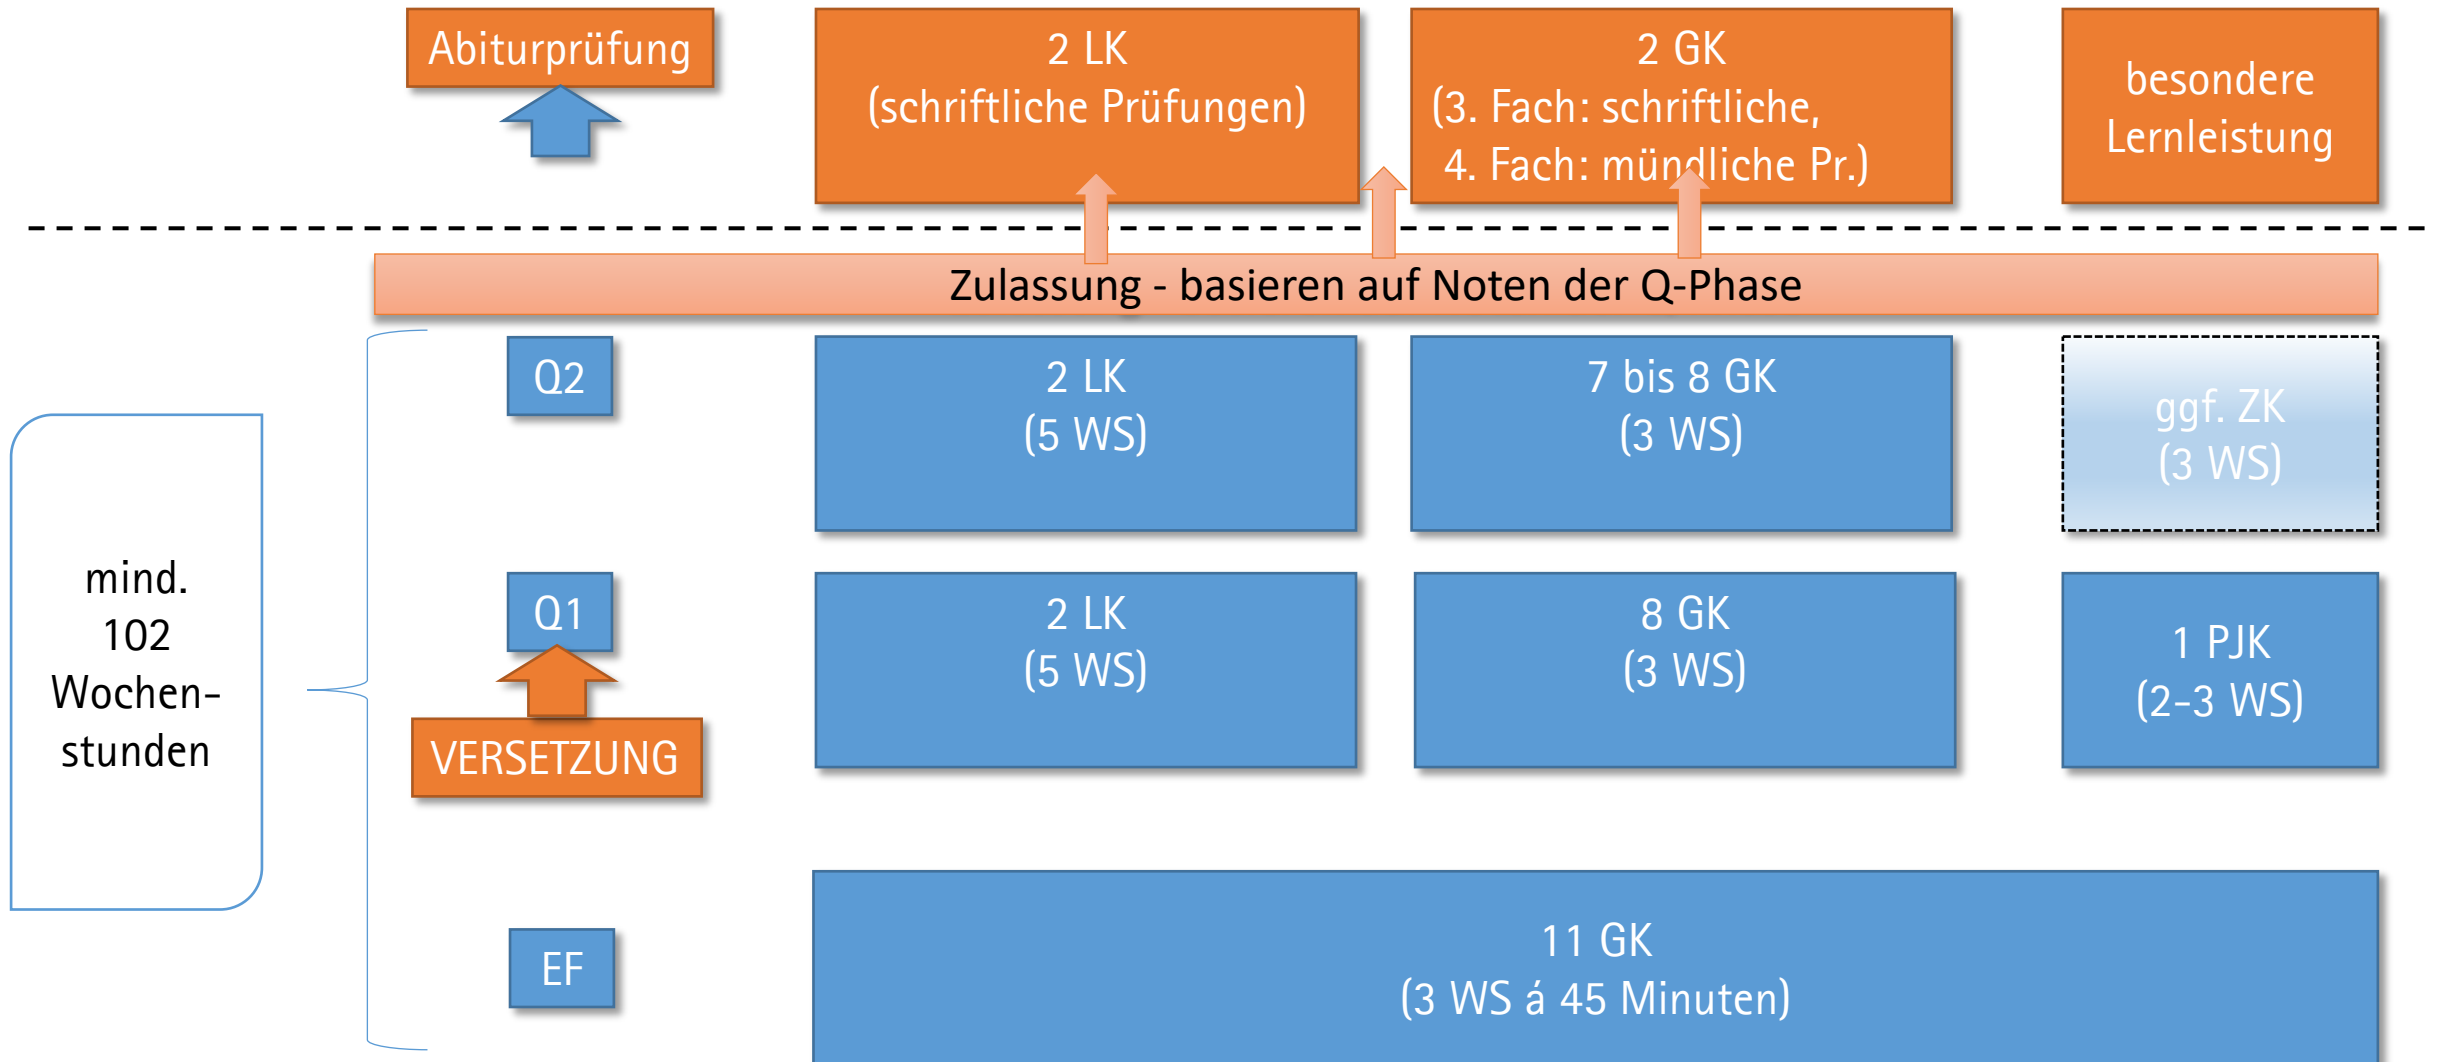 Abiturprüfung
2 LK
(schriftliche Prüfungen)
2 GK
(3. Fach: schriftliche,
4. Fach: mündliche Pr.)
besondere
Lernleistung
Zulassung - basieren auf Noten der Q-Phase
Q2
2 LK
(5 WS)
7 bis 8 GK
(3 WS)
ggf. ZK
(3 WS)
mind.
102
Wochen-
stunden
Q1
2 LK
(5 WS)
8 GK
(3 WS)
1 PJK
(2-3 WS)
VERSETZUNG
EF
11 GK
(3 WS á 45 Minuten)